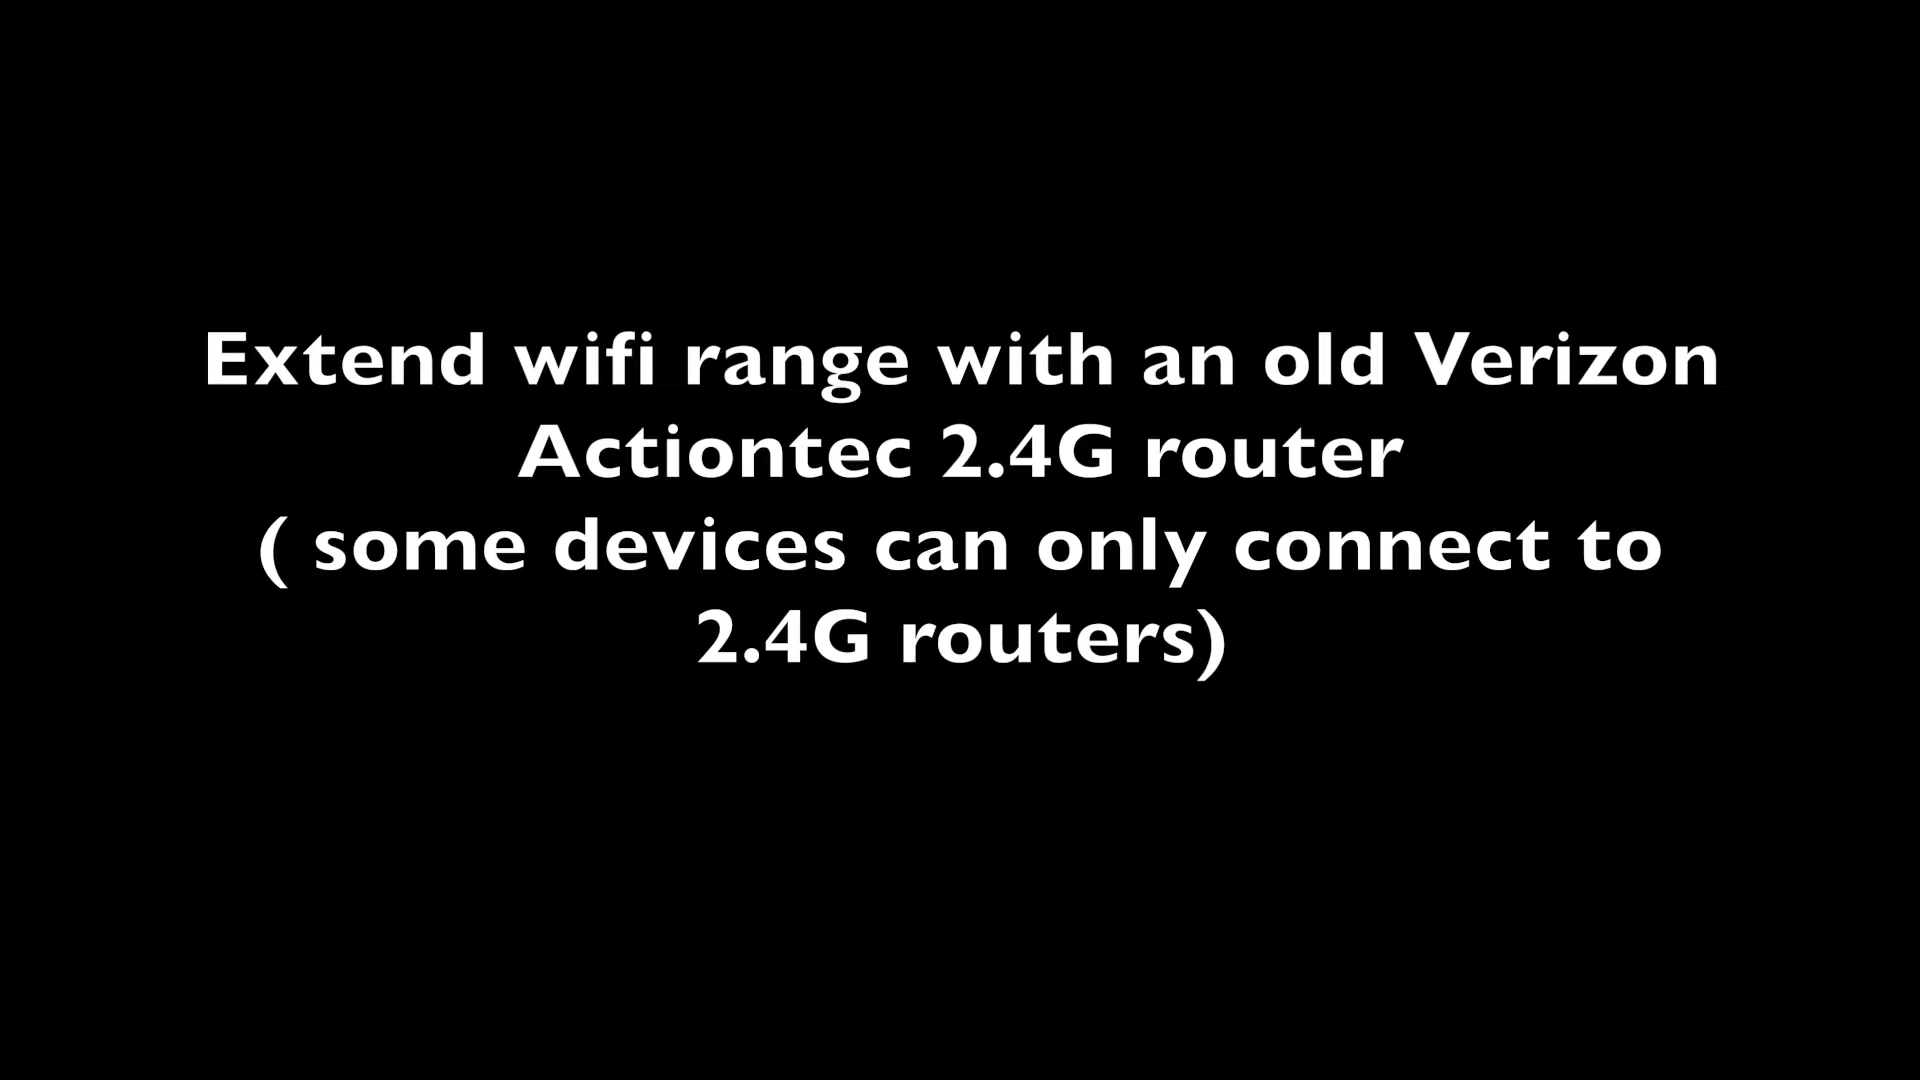 Extend wifi range with an old Verizon
Actiontec 2.4G router
( some devices can only connect to
2.4G routers)